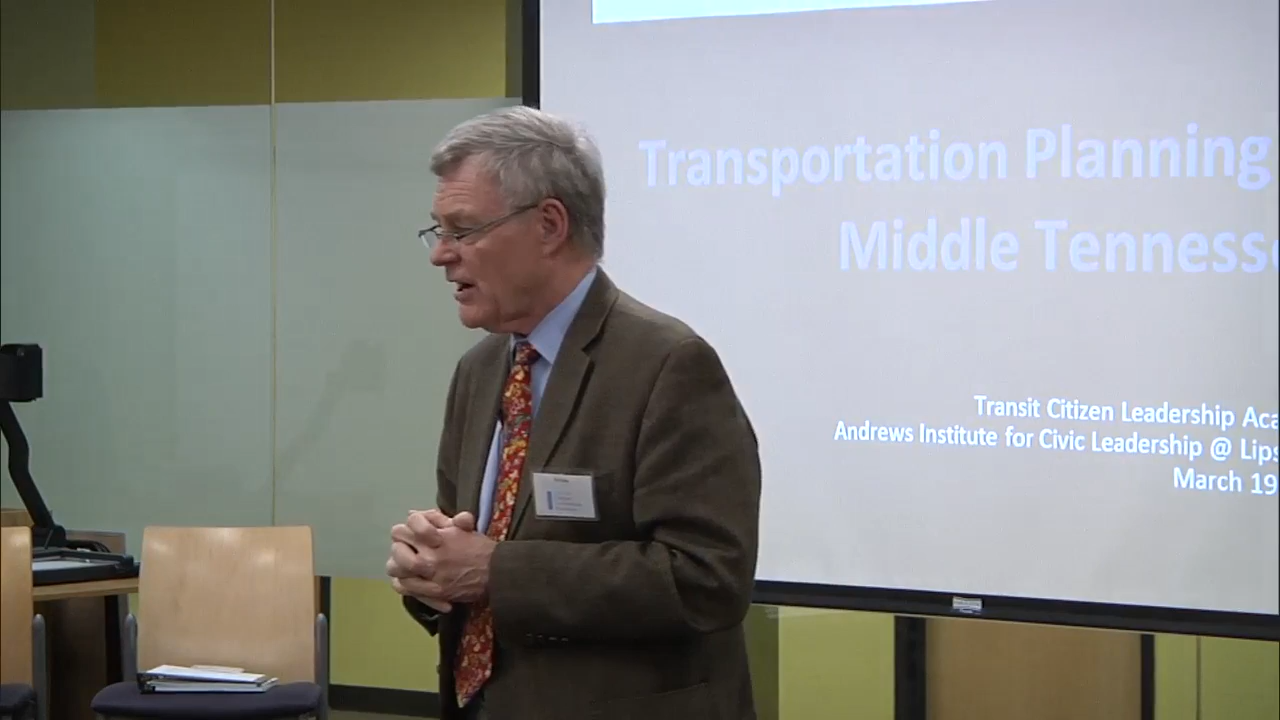 Transportation Planning
Middle Tennesse
Transit Citizen Leadership Aca
Andrews Institute for Civic Leadership @ Lips
March 19